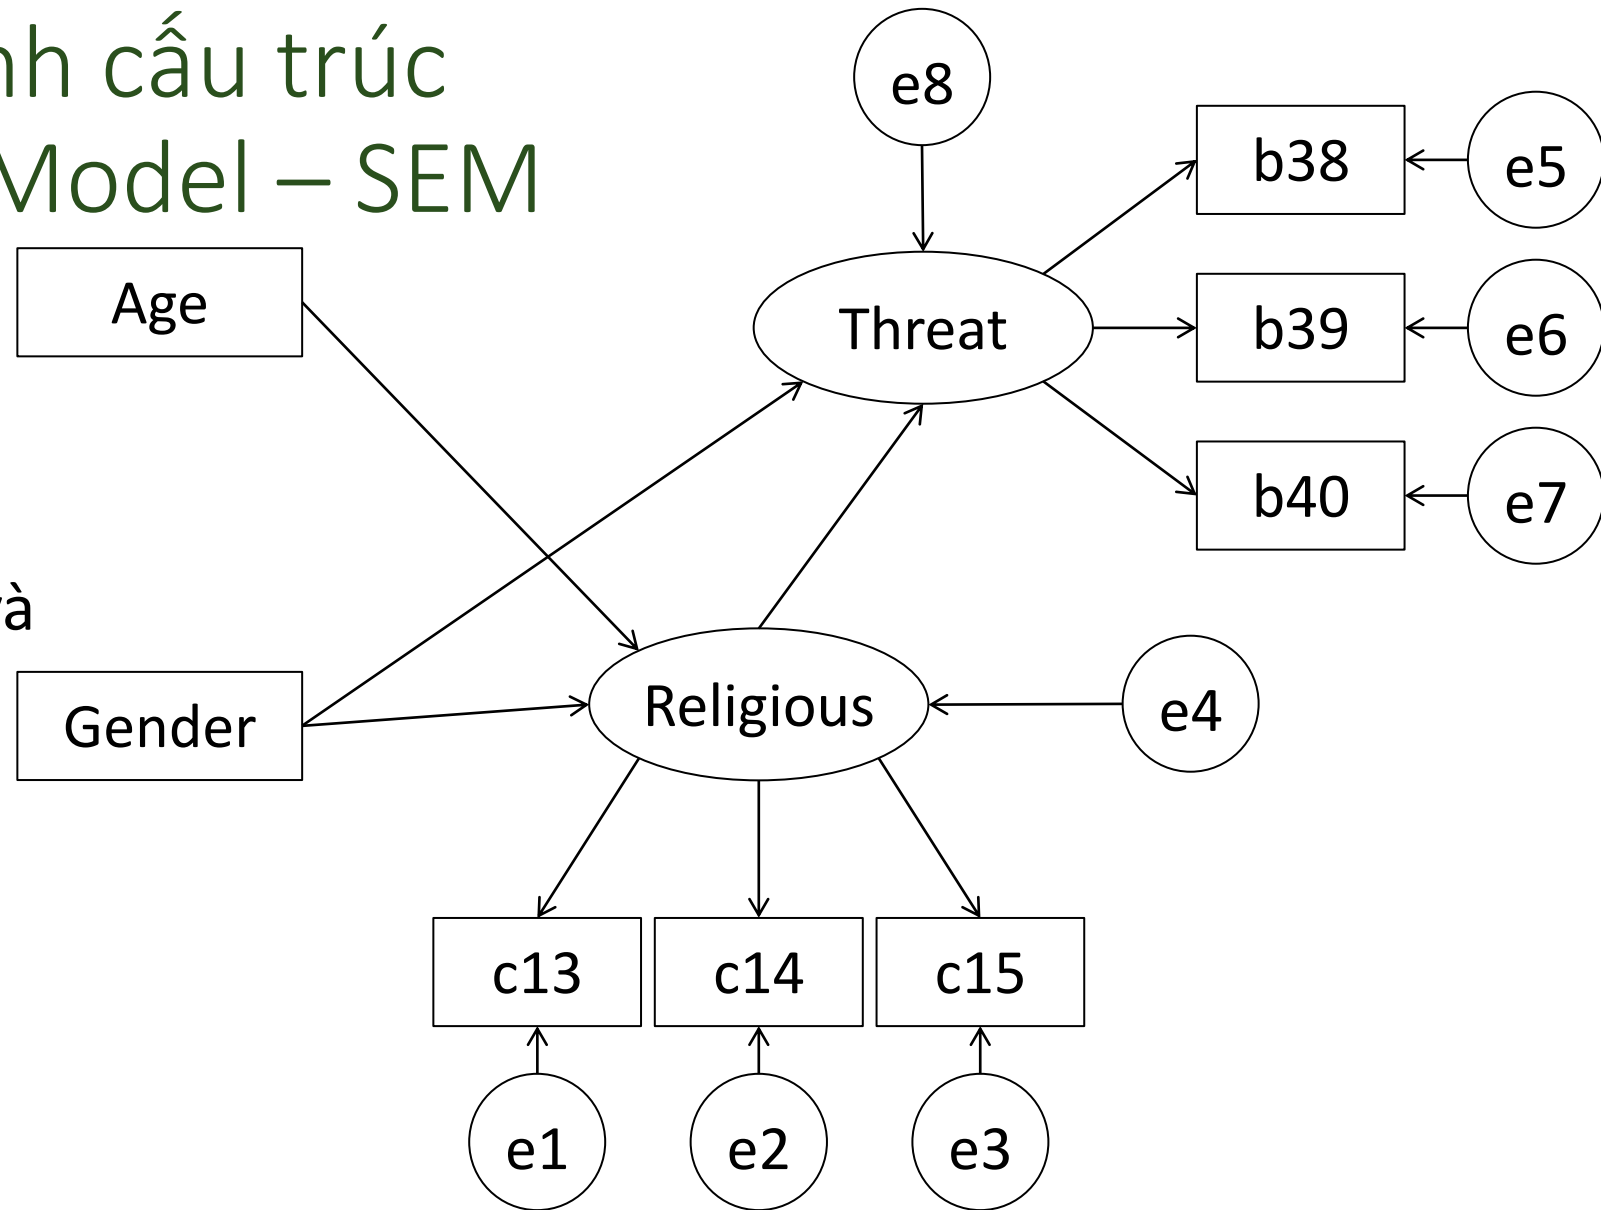 nh cấu trúc
Model – SEM
e8
b38
e5
Age
Threat
b39
e6
b40
e7
và
Gender
Religious
e4
c13
c14
c15
e1
e2
e3